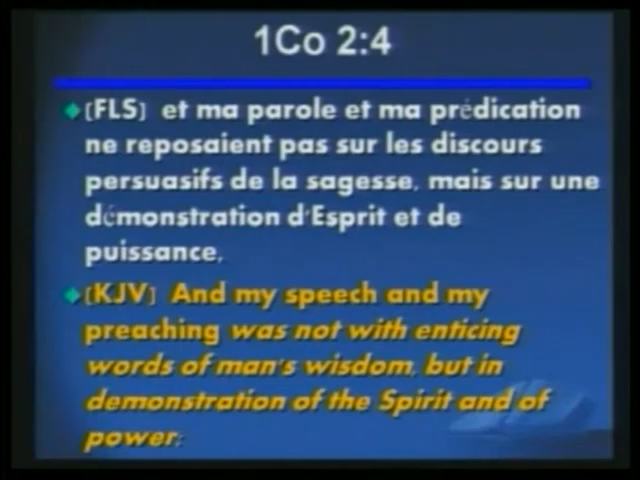 1Co 2:4
(FLS) et ma parole et ma prédication
ne reposaient pas sur les discours
persuasifs de la sagesse, mais sur une
démonstration d'Esprit et de
puissance,
(KJV) And my speech and my
preaching was not with enticing
words of man's wisdom, but in
demonstration of the Spirit and of
power: